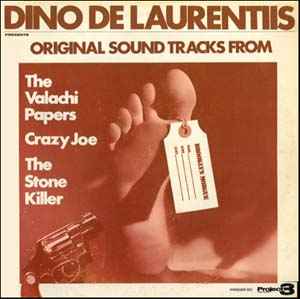 DINO DE LAURENTIIS
PRESENTS
ORIGINAL SOUND TRACKS FROM
The
Valachi
Papers
Crazy Joe
The
Stone
Killer
Project 3